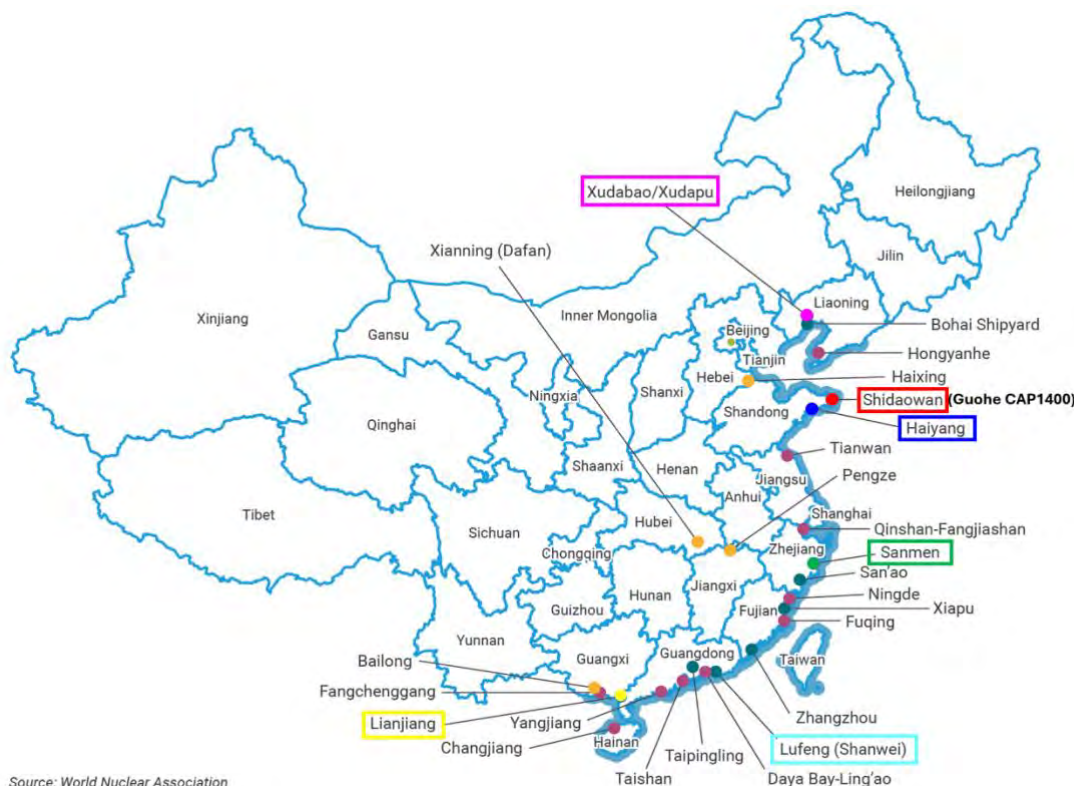 Heilongjiang
Xudabao/Xudapu
Jilin
Xianning (Dafan)
Liaoning
Inner Mongolia
Xinjiang
Gansu
Beijing
Bohai Shipyard
Tianjin
Hongyanhe
Hebei
Haixing
Shanxi
Ningxia
Shidaowan (Guohe CAP1400)
Shandong
Qinghai
Haiyang
Tianwan
Henan
Shaanxi
Jiangsu
Pengze
Anhui
Tibet
Shanghai
Hubei
Sichuan
Qinshan-Fangjiashan
Chongqing
Zhejiang
Sanmen
San'ao
Jiangxi
Hunan
Ningde
Guizhou
Fujian
Xiapu
Fuqing
Yunnan
Guangdong
Guangxi
Taiwan
Bailong
Fangchenggang
Zhangzhou
Lianjiang
Yangjiang
Hainan
Changjiang
Taipingling
Lufeng (Shanwei)
Taishan
Daya Bay-Ling'ao
Source: World Nuclear Association